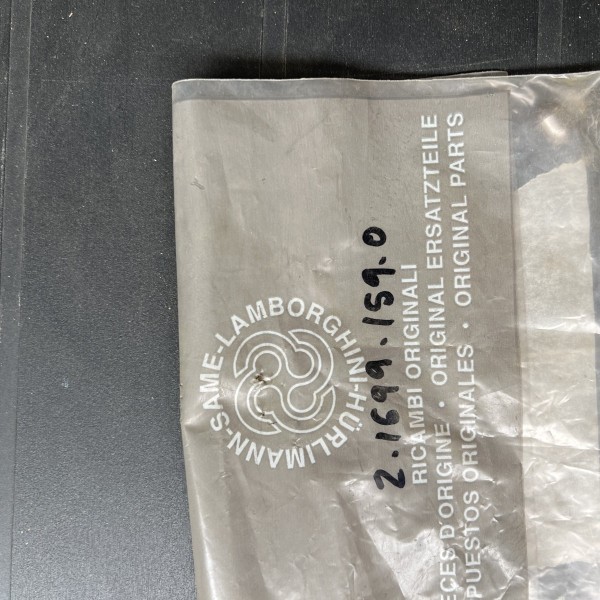 SAME-LAMBORGHINI-HÜRLIMANN-
2.1699.159.0
RICAMBI ORIGINALI
ECES D'ORIGINE · ORIGINAL ERSATZTEILE
PUESTOS ORIGINALES · ORIGINAL PARTS